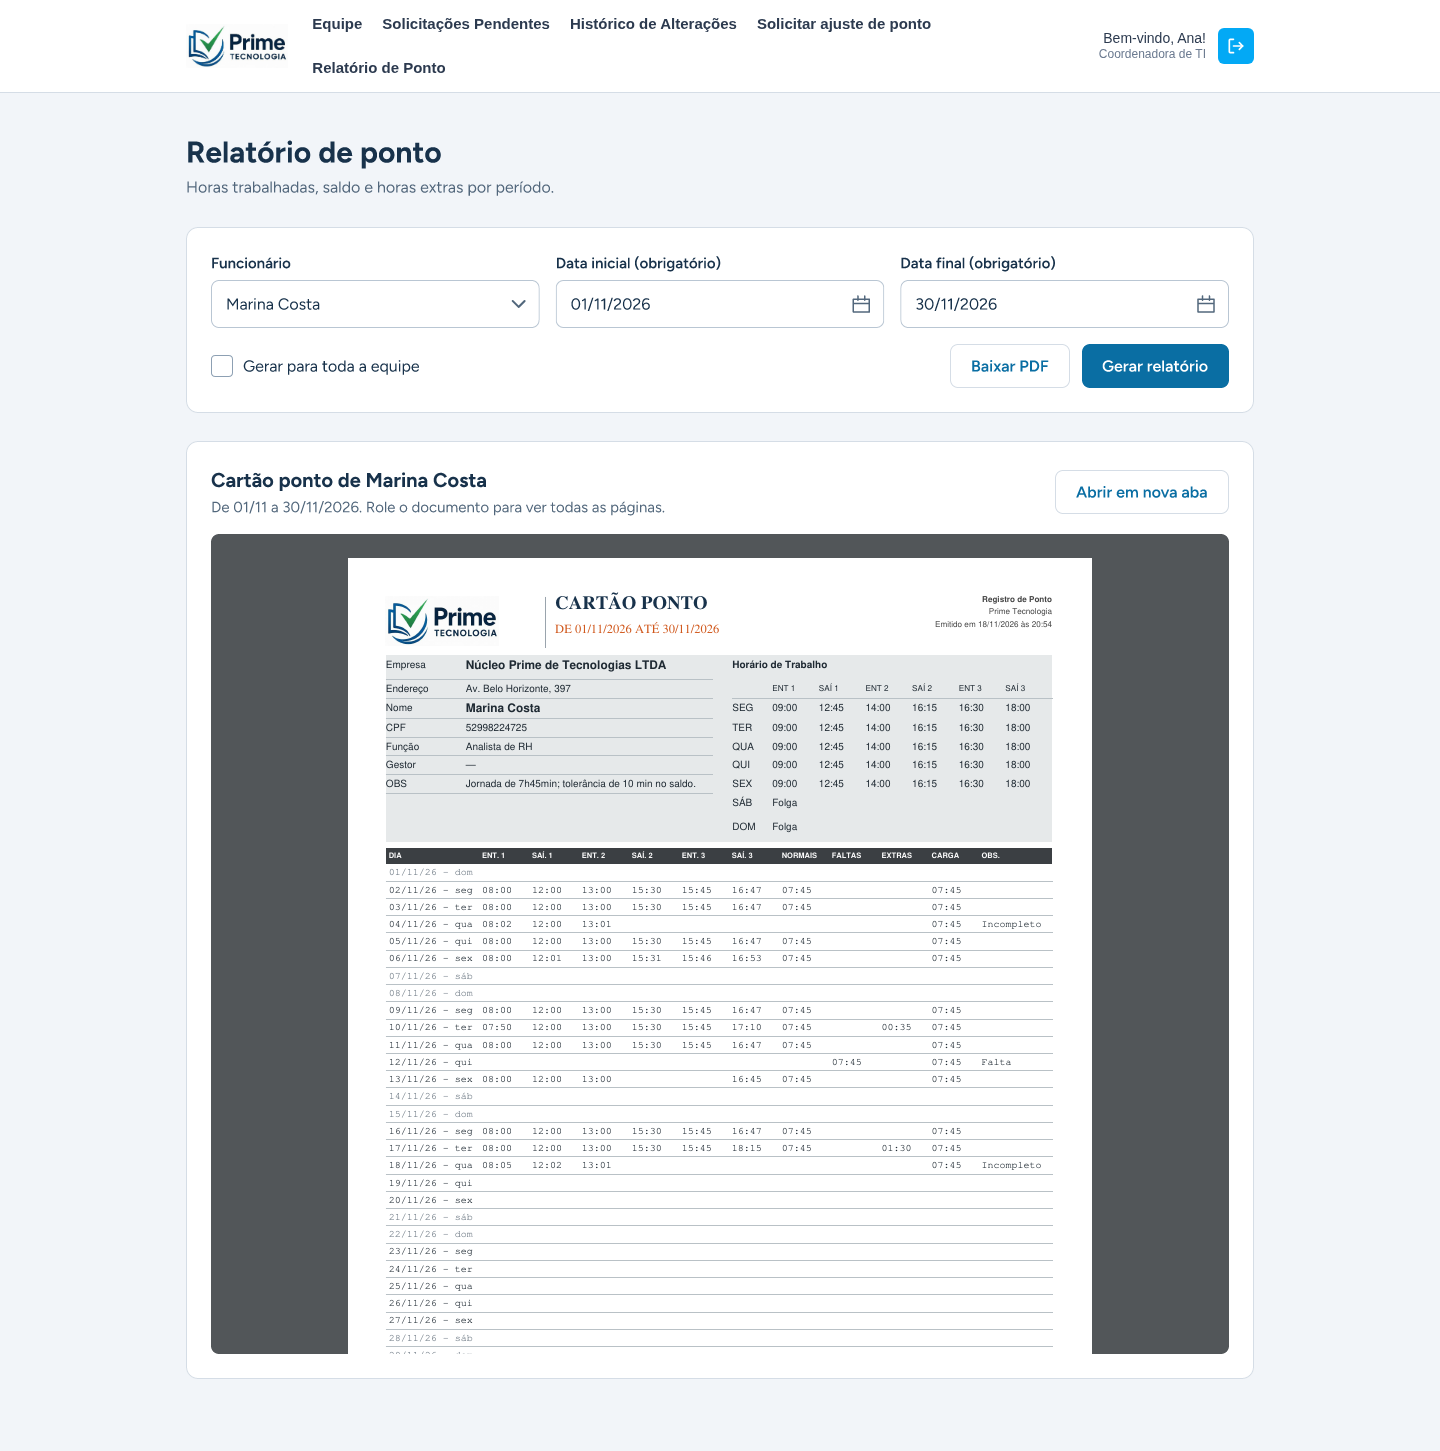 Prime
TECNOLOGIA
Equipe Solicitações Pendentes Histórico de Alterações Solicitar ajuste de ponto
Relatório de Ponto
Bem-vindo, Ana!
Coordenadora de TI
Relatório de ponto
Horas trabalhadas, saldo e horas extras por período.
Funcionário Data inicial (obrigatório) Data final (obrigatório)
Marina Costa 01/11/2026 30/11/2026
Gerar para toda a equipe Baixar PDF Gerar relatório
Cartão ponto de Marina Costa
De 01/11 a 30/11/2026. Role o documento para ver todas as páginas.
Abrir em nova aba
Prime
TECNOLOGIA
CARTÃO PONTO
DE 01/11/2026 ATÉ 30/11/2026
Registro de Ponto
Prime Tecnologia
Emitido em 18/11/2026 às 20:54
Empresa Núcleo Prime de Tecnologias LTDA
Endereço Av. Belo Horizonte, 397
Nome Marina Costa
CPF 52998224725
Função Analista de RH
Gestor —
OBS Jornada de 7h45min; tolerância de 10 min no saldo.
Horário de Trabalho
ENT 1 SAÍ 1 ENT 2 SAÍ 2 ENT 3 SAÍ 3
SEG 09:00 12:45 14:00 16:15 16:30 18:00
TER 09:00 12:45 14:00 16:15 16:30 18:00
QUA 09:00 12:45 14:00 16:15 16:30 18:00
QUI 09:00 12:45 14:00 16:15 16:30 18:00
SEX 09:00 12:45 14:00 16:15 16:30 18:00
SÁB Folga
DOM Folga
DIA ENT. 1 SAÍ. 1 ENT. 2 SAÍ. 2 ENT. 3 SAÍ. 3 NORMAIS FALTAS EXTRAS CARGA OBS.
01/11/26 - dom
02/11/26 - seg 08:00 12:00 13:00 15:30 15:45 16:47 07:45 07:45
03/11/26 - ter 08:00 12:00 13:00 15:30 15:45 16:47 07:45 07:45
04/11/26 - qua 08:02 12:00 13:01 07:45 Incompleto
05/11/26 - qui 08:00 12:00 13:00 15:30 15:45 16:47 07:45 07:45
06/11/26 - sex 08:00 12:01 13:00 15:31 15:46 16:53 07:45 07:45
07/11/26 - sáb
08/11/26 - dom
09/11/26 - seg 08:00 12:00 13:00 15:30 15:45 16:47 07:45 07:45
10/11/26 - ter 07:50 12:00 13:00 15:30 15:45 17:10 07:45 00:35 07:45
11/11/26 - qua 08:00 12:00 13:00 15:30 15:45 16:47 07:45 07:45
12/11/26 - qui 07:45 07:45 Falta
13/11/26 - sex 08:00 12:00 13:00 16:45 07:45 07:45
14/11/26 - sáb
15/11/26 - dom
16/11/26 - seg 08:00 12:00 13:00 15:30 15:45 16:47 07:45 07:45
17/11/26 - ter 08:00 12:00 13:00 15:30 15:45 18:15 07:45 01:30 07:45
18/11/26 - qua 08:05 12:02 13:01 07:45 Incompleto
19/11/26 - qui
20/11/26 - sex
21/11/26 - sáb
22/11/26 - dom
23/11/26 - seg
24/11/26 - ter
25/11/26 - qua
26/11/26 - qui
27/11/26 - sex
28/11/26 - sáb